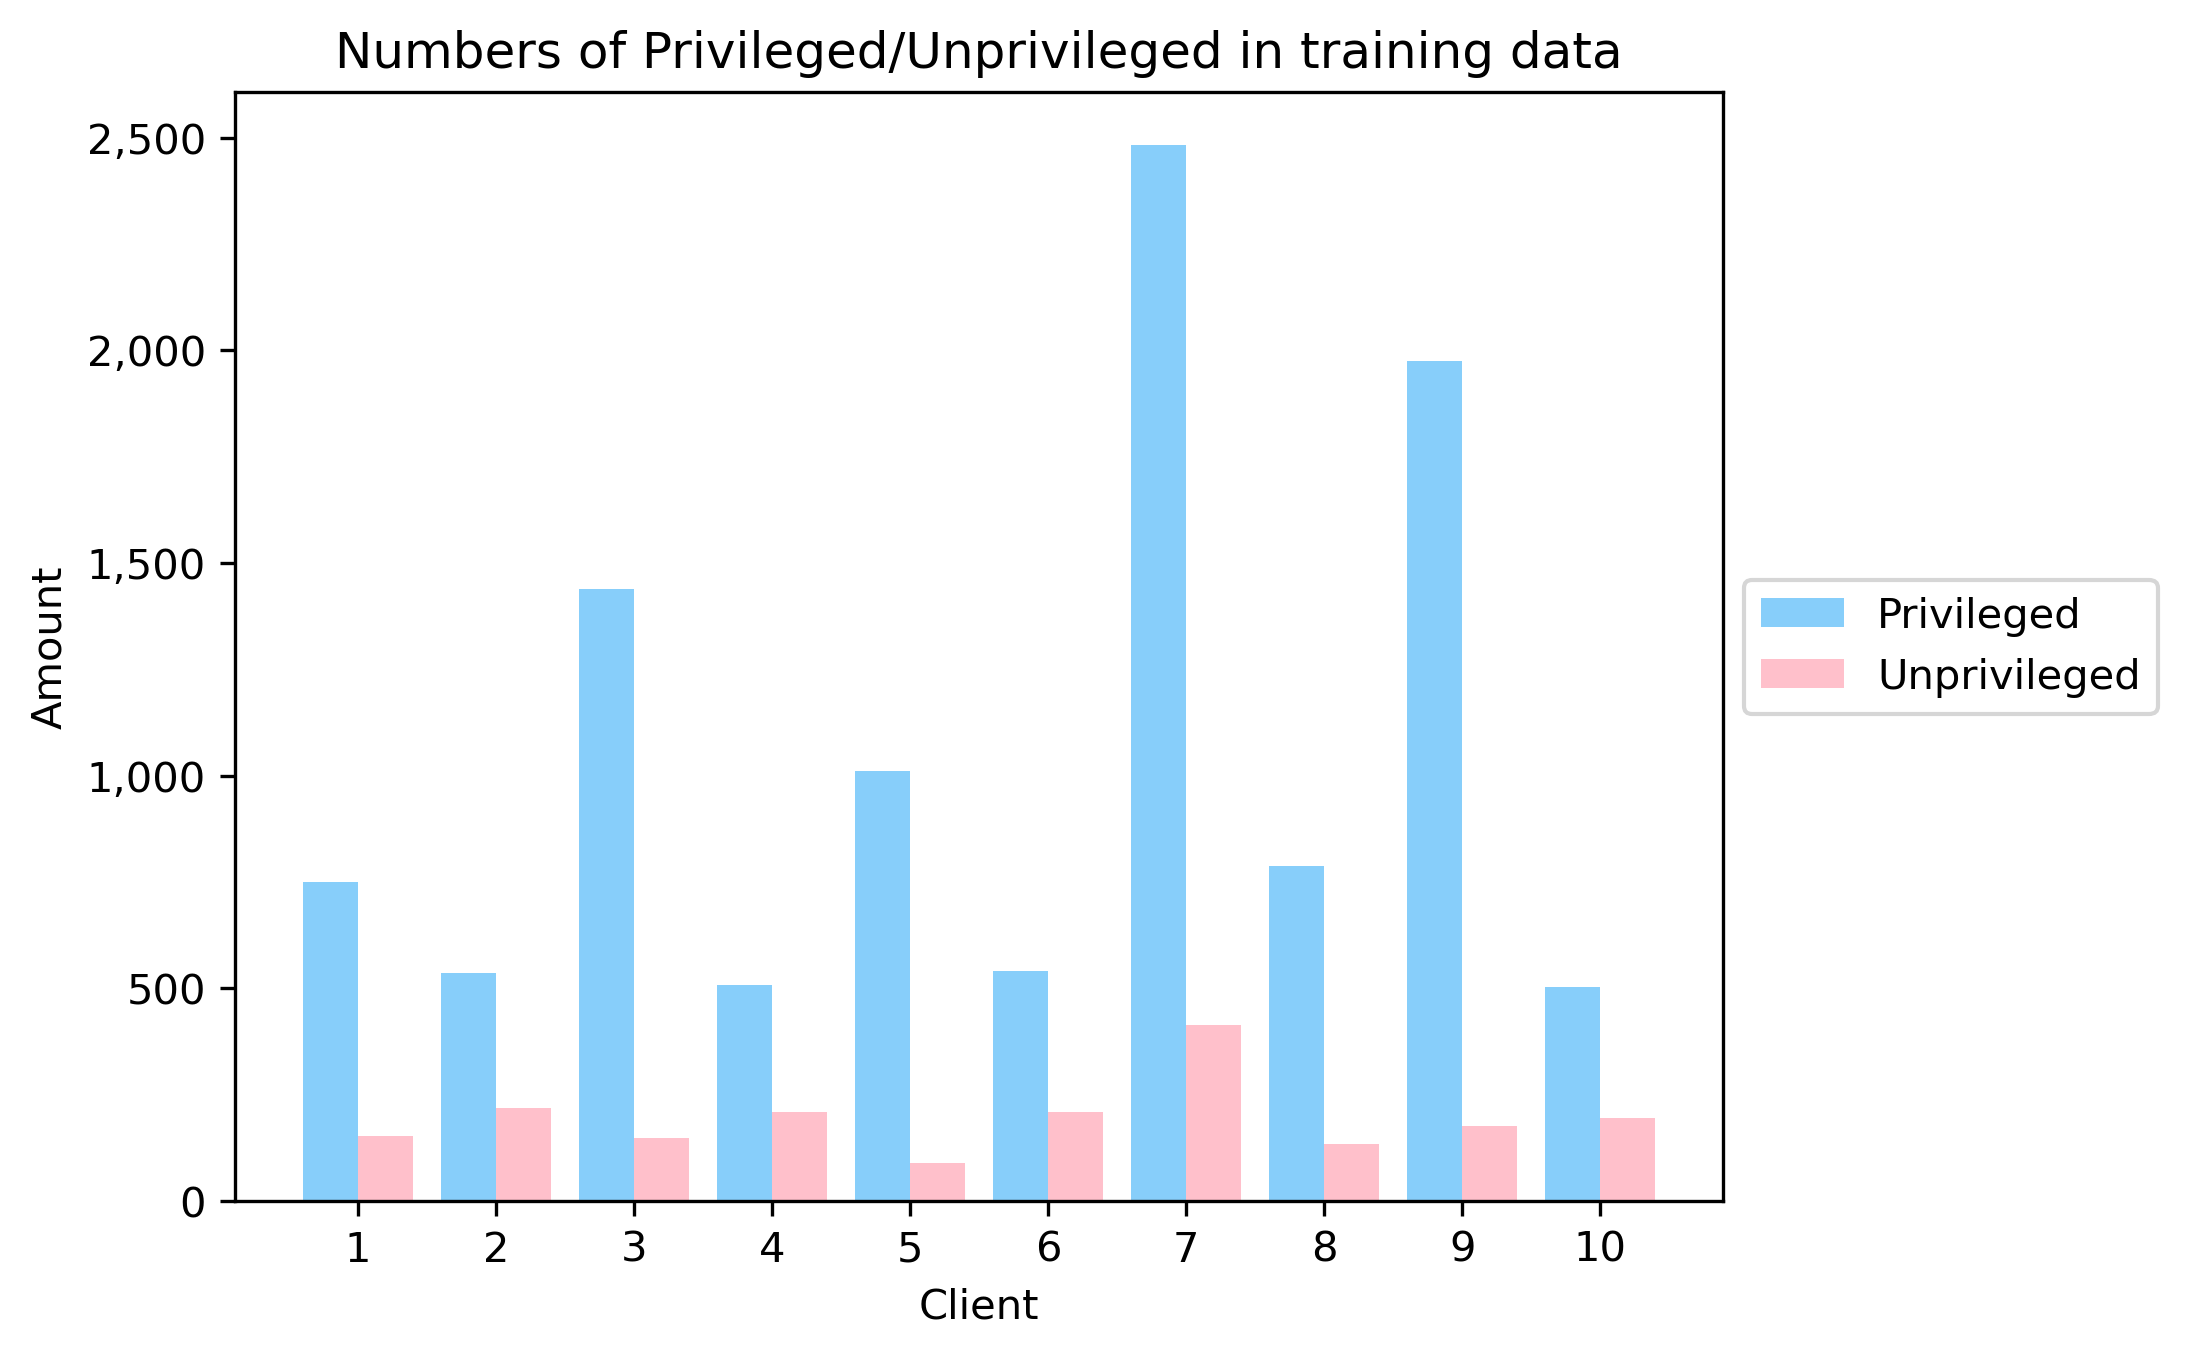 Numbers of Privileged/Unprivileged in training data
2,500
2,000
1,500
1,000
500
0
Amount
1 2 3 4 5 6 7 8 9 10
Client
Privileged
Unprivileged